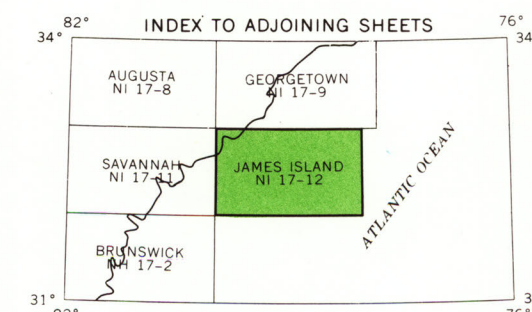 INDEX TO ADJOINING SHEETS
82° 76°
34° 34
AUGUSTA
NI 17-8
GEORGETOWN
NI 17-9
SAVANNAH
NI 17-11
JAMES ISLAND
NI 17-12
ATLANTIC OCEAN
BRUNSWICK
NH 17-2
31° 3